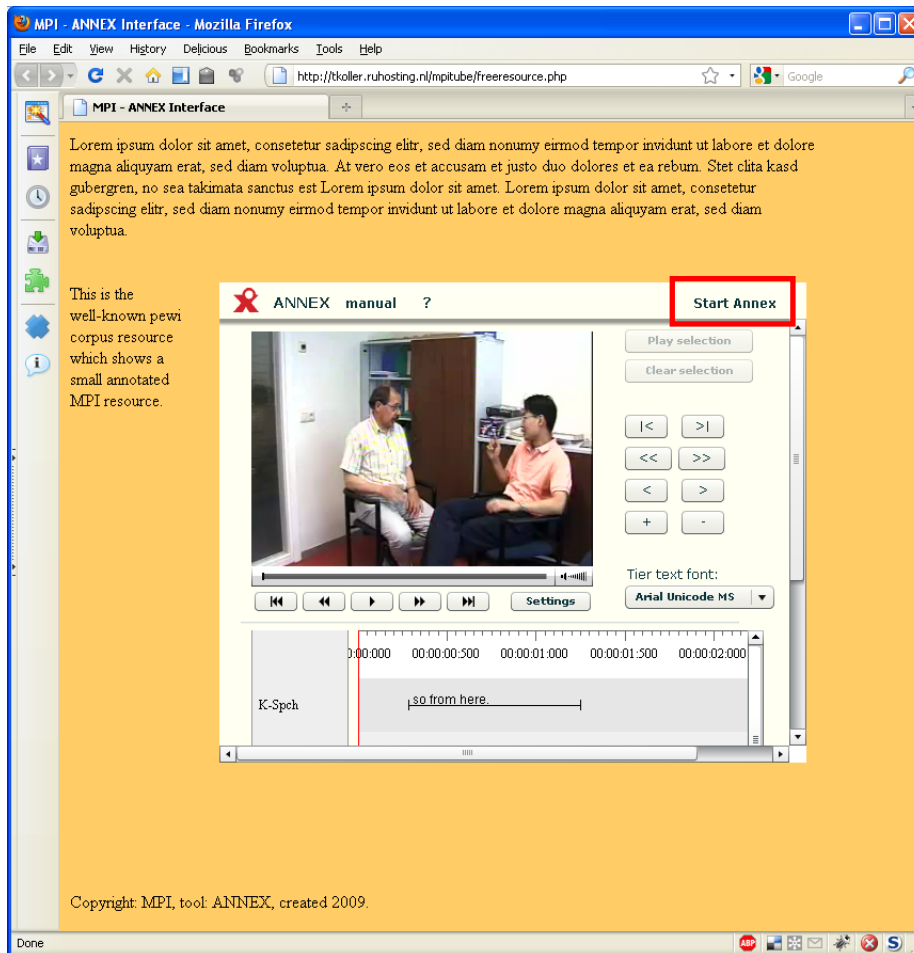 MPI - ANNEX Interface - Mozilla Firefox
File Edit View History Delicious Bookmarks Tools Help
http://tkoller.ruhosting.nl/mpitube/freeresource.php
Google
MPI - ANNEX Interface
Lorem ipsum dolor sit amet, consetetur sadipscing elitr, sed diam nonumy eirmod tempor invidunt ut labore et dolore
magna aliquyam erat, sed diam voluptua. At vero eos et accusam et justo duo dolores et ea rebum. Stet clita kasd
gubergren, no sea takimata sanctus est Lorem ipsum dolor sit amet. Lorem ipsum dolor sit amet, consetetur
sadipscing elitr, sed diam nonumy eirmod tempor invidunt ut labore et dolore magna aliquyam erat, sed diam
voluptua.
This is the
well-known pewi
corpus resource
which shows a
small annotated
MPI resource.
ANNEX manual ? Start Annex
Play selection
Clear selection
|< >|
<< >>
< >
+ -
Tier text font:
Arial Unicode MS
Settings
0:00:000 00:00:00:500 00:00:01:000 00:00:01:500 00:00:02:000
K-Spch
so from here.
Copyright: MPI, tool: ANNEX, created 2009.
Done
ABP
S